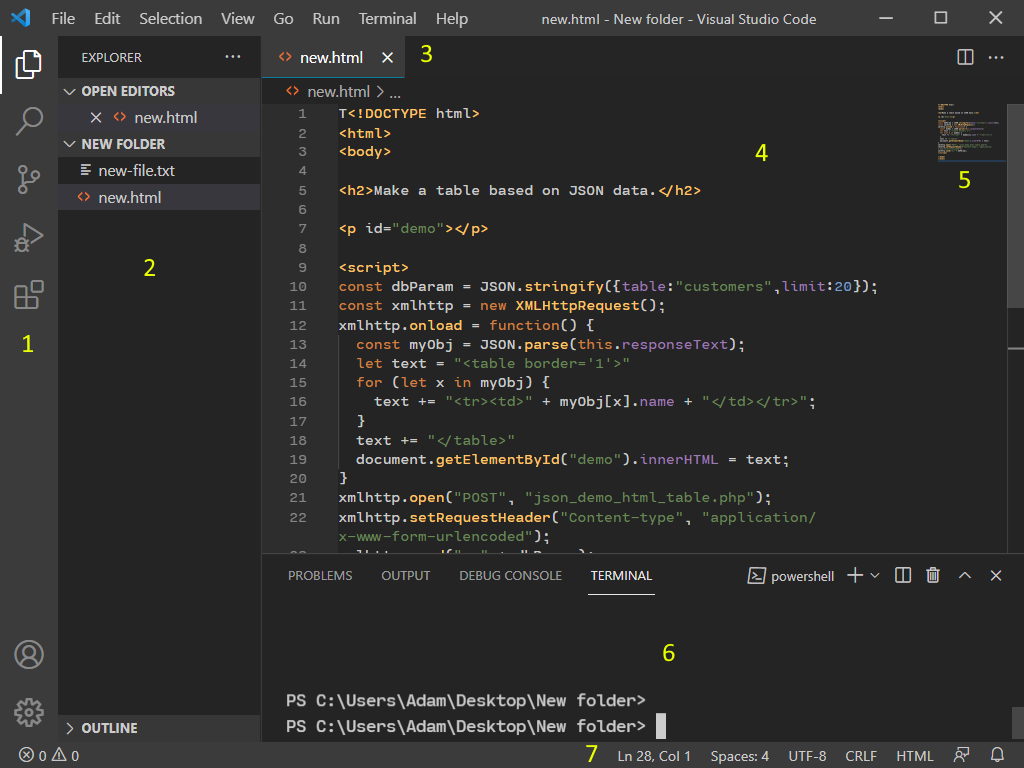 File Edit Selection View Go Run Terminal Help new.html - New folder - Visual Studio Code
EXPLORER
OPEN EDITORS
new.html
NEW FOLDER
new-file.txt
new.html
OUTLINE
1
2
new.html
3
new.html > ...
4
5
1 T<!DOCTYPE html>
2 <html>
3 <body>
4
5 <h2>Make a table based on JSON data.</h2>
6
7 <p id="demo"></p>
8
9 <script>
10 const dbParam = JSON.stringify({table:"customers",limit:20});
11 const xmlhttp = new XMLHttpRequest();
12 xmlhttp.onload = function() {
13 const myObj = JSON.parse(this.responseText);
14 let text = "<table border='1'>"
15 for (let x in myObj) {
16 text += "<tr><td>" + myObj[x].name + "</td></tr>";
17 }
18 text += "</table>"
19 document.getElementById("demo").innerHTML = text;
20 }
21 xmlhttp.open("POST", "json_demo_html_table.php");
22 xmlhttp.setRequestHeader("Content-type", "application/
x-www-form-urlencoded");
PROBLEMS OUTPUT DEBUG CONSOLE TERMINAL powershell
6
PS C:\Users\Adam\Desktop\New folder>
PS C:\Users\Adam\Desktop\New folder>
0 0 7 Ln 28, Col 1 Spaces: 4 UTF-8 CRLF HTML